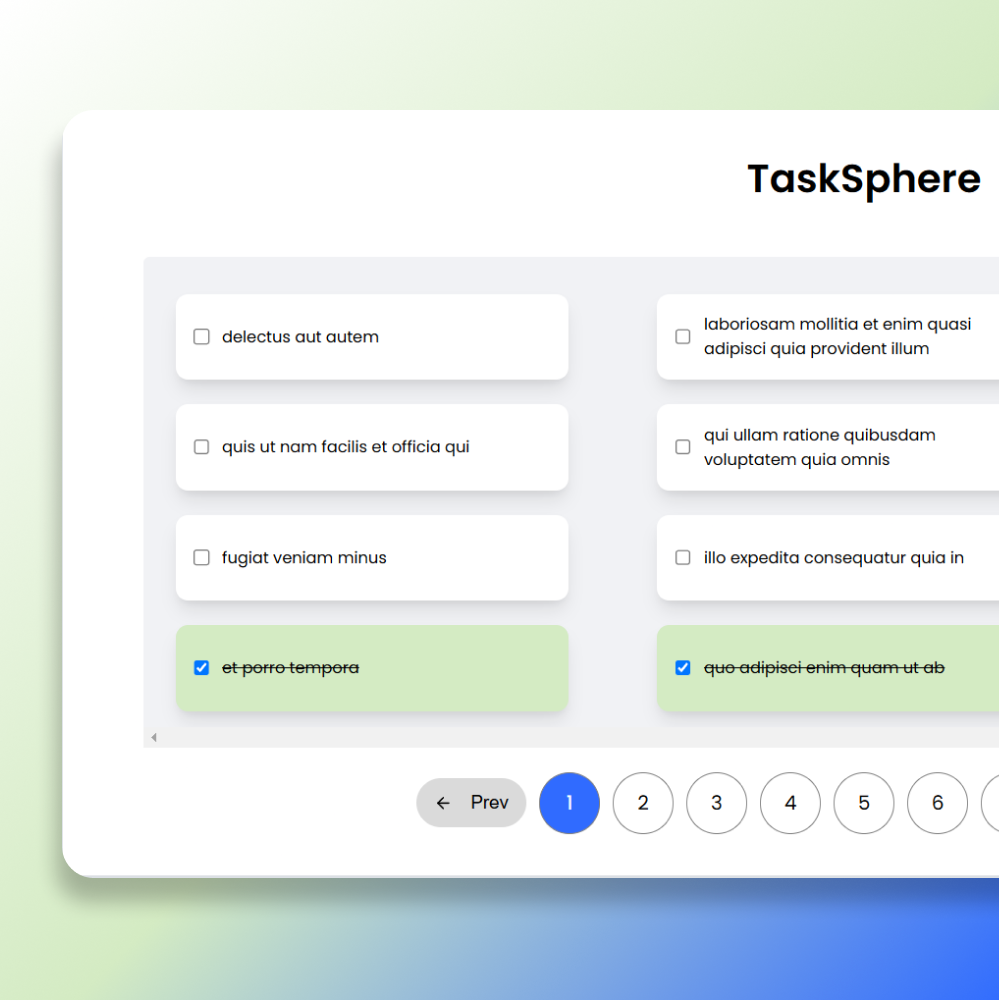 TaskSphere
delectus aut autem
laboriosam mollitia et enim quasi
adipisci quia provident illum
quis ut nam facilis et officia qui
qui ullam ratione quibusdam
voluptatem quia omnis
fugiat veniam minus
illo expedita consequatur quia in
et porro tempora
quo adipisci enim quam ut ab
Prev 1 2 3 4 5 6